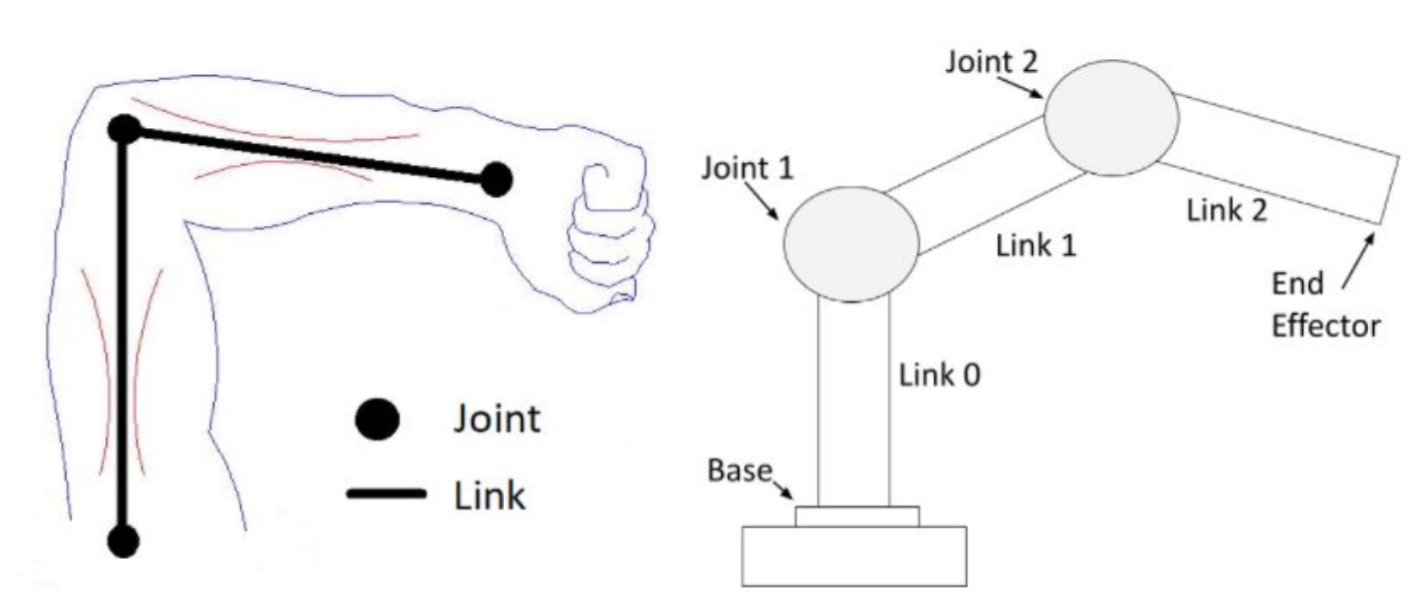 Joint
Link
Joint 2
Joint 1
Link 2
Link 1
End
Effector
Link 0
Base